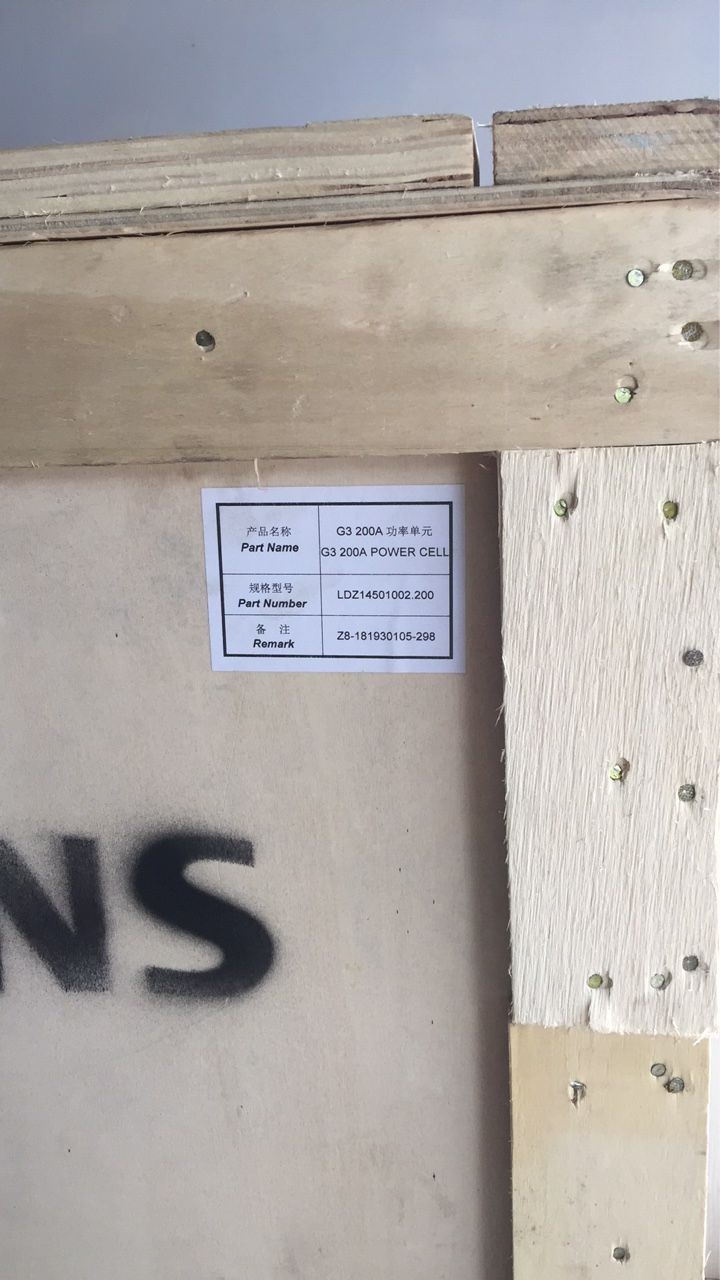 产品名称
Part Name
G3 200A 功率单元
G3 200A POWER CELL
规格型号
Part Number
LDZ14501002.200
备 注
Remark
Z8-181930105-298
NS